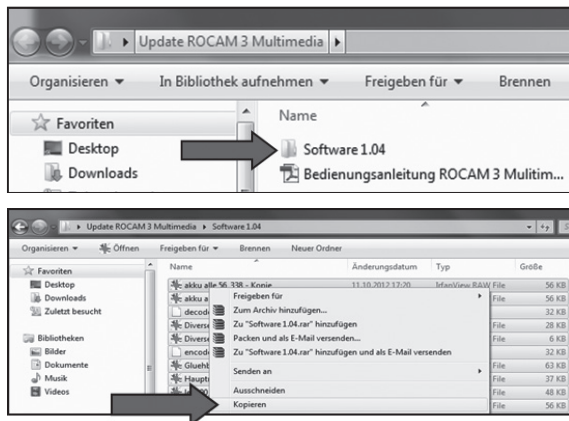 Update ROCAM 3 Multimedia
Organisieren In Bibliothek aufnehmen Freigeben für Brennen
Favoriten
Desktop
Downloads
Name
Software 1.04
Bedienungsanleitung ROCAM 3 Mulitim...
Update ROCAM 3 Multimedia Software 1.04
Organisieren Öffnen Freigeben für Brennen Neuer Ordner
Favoriten
Desktop
Downloads
Zuletzt besucht
Bibliotheken
Bilder
Dokumente
Musik
Videos
Name Änderungsdatum Typ Größe
akku alle 56.338 - Kopie 11.10.2012 17:20 IrfanView RAW File 56 KB
akku a File 56 KB
decod 32 KB
Divers File 28 KB
Divers File 6 KB
encod 32 KB
Glueh File 63 KB
Haupt File 37 KB
File 48 KB
File 56 KB
Freigeben für
Zum Archiv hinzufügen...
Zu "Software 1.04.rar" hinzufügen
Packen und als E-Mail versenden...
Zu "Software 1.04.rar" hinzufügen und als E-Mail versenden
Senden an
Ausschneiden
Kopieren